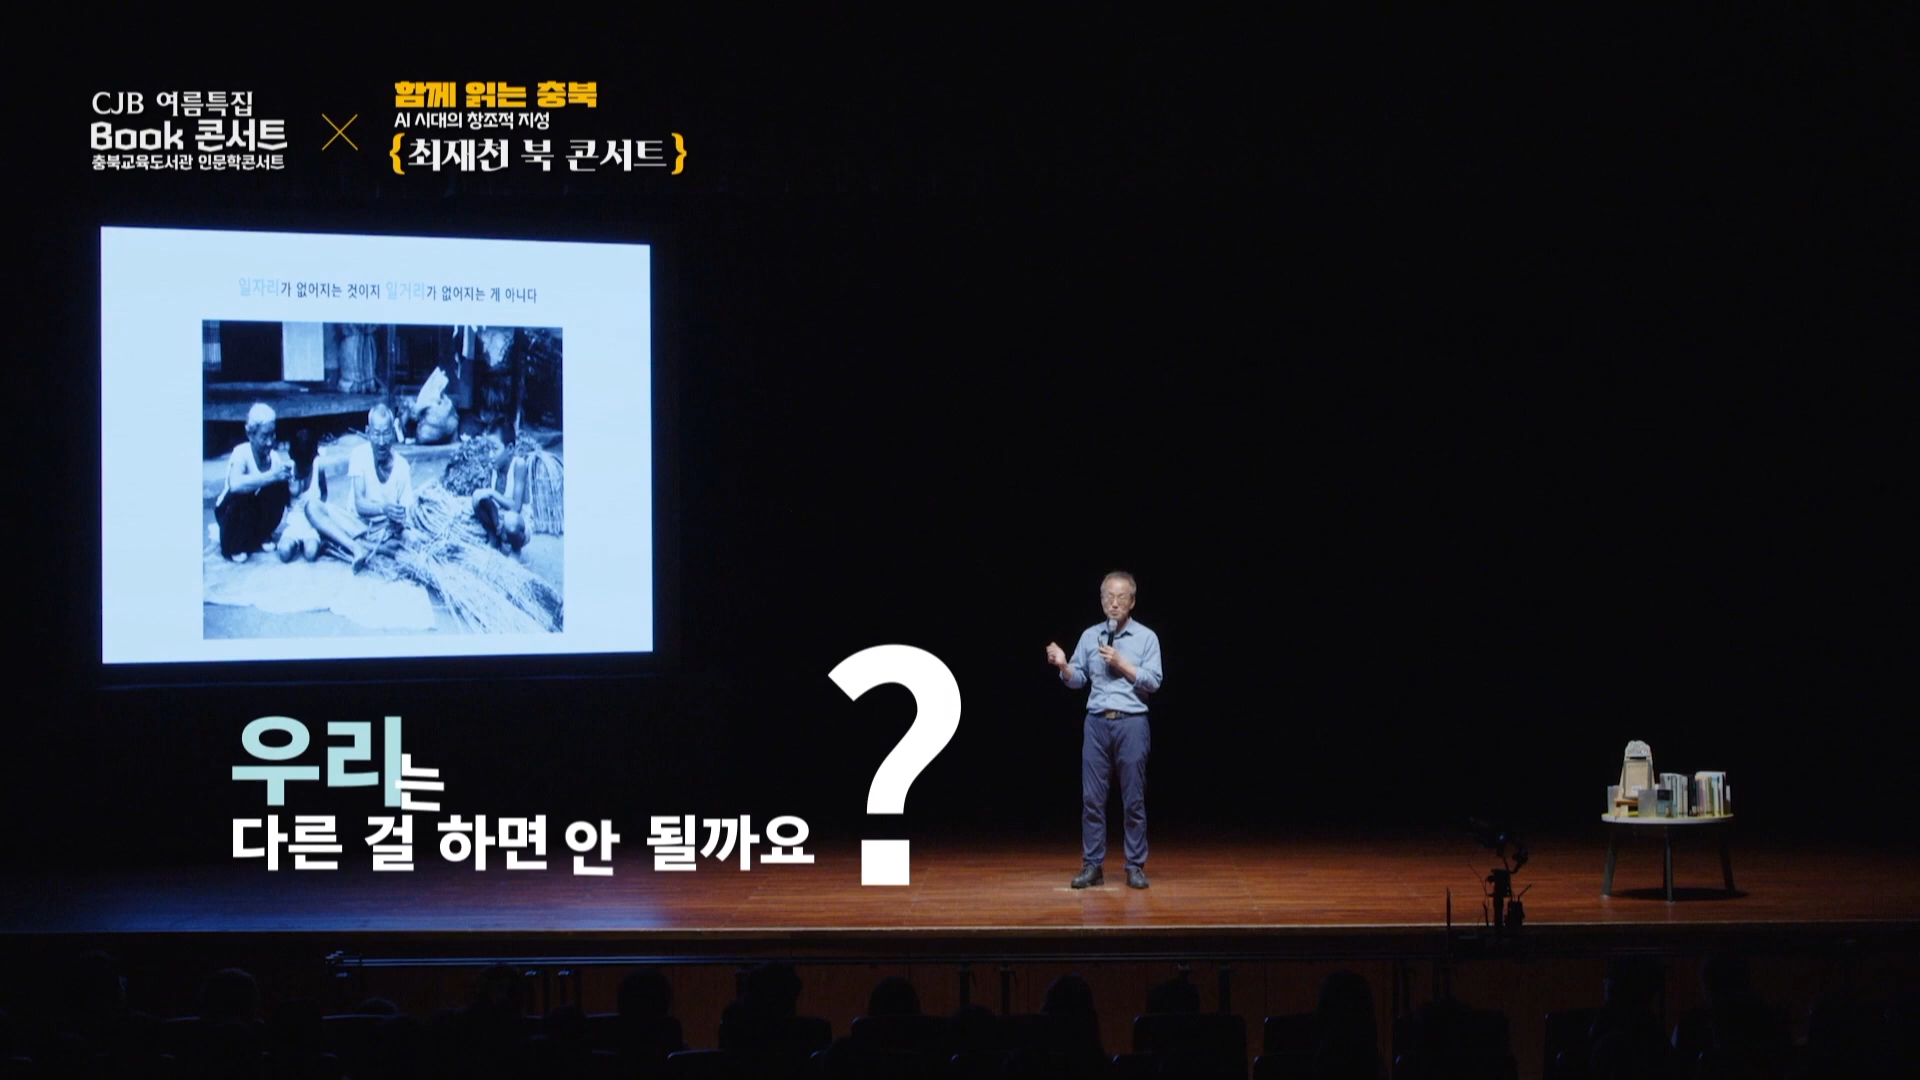 CJB 여름특집
Book 콘서트
충북교육도서관 인문학콘서트
함께 읽는 충북
AI 시대의 창조적 지성
{최재천 북 콘서트}
일자리가 없어지는 것이지 일거리가 없어지는 게 아니다
우리는
다른 걸 하면 안 될까요?